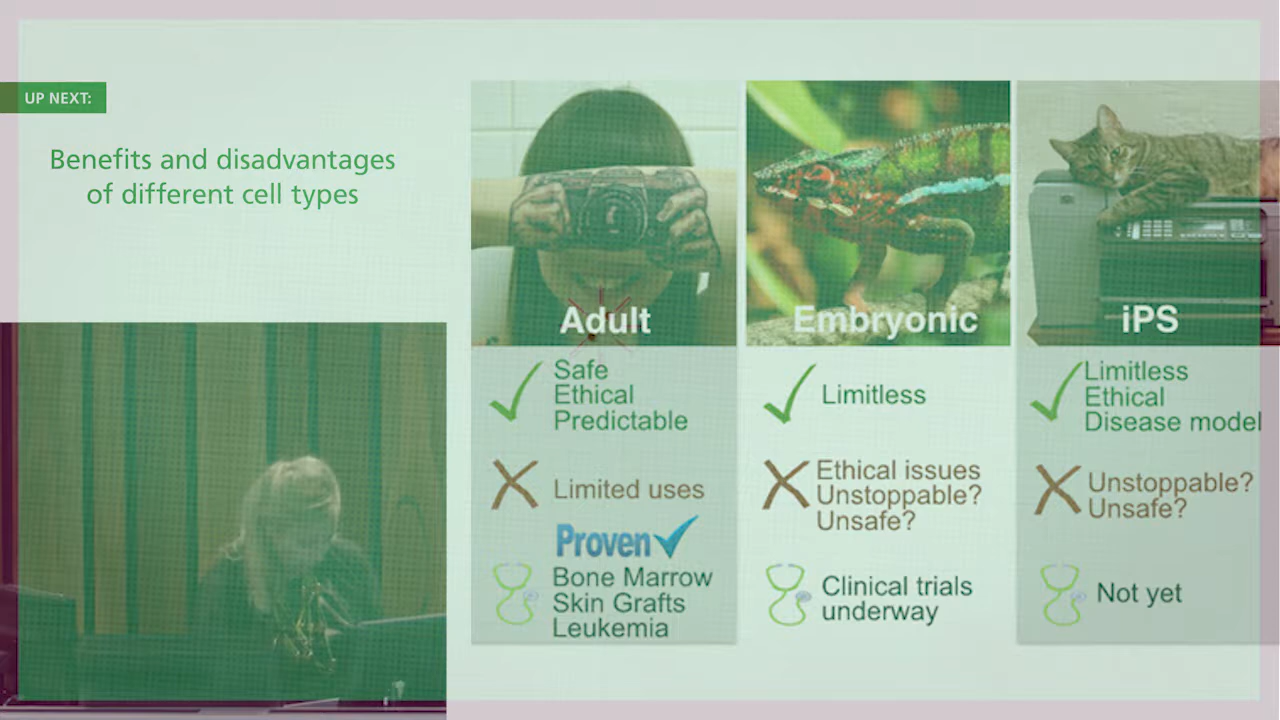 UP NEXT:
Benefits and disadvantages
of different cell types
Adult
Safe
Ethical
Predictable
Limited uses
Proven
Bone Marrow
Skin Grafts
Leukemia
Embryonic
Limitless
Ethical issues
Unstoppable?
Unsafe?
Clinical trials
underway
iPS
Limitless
Ethical
Disease model
Unstoppable?
Unsafe?
Not yet